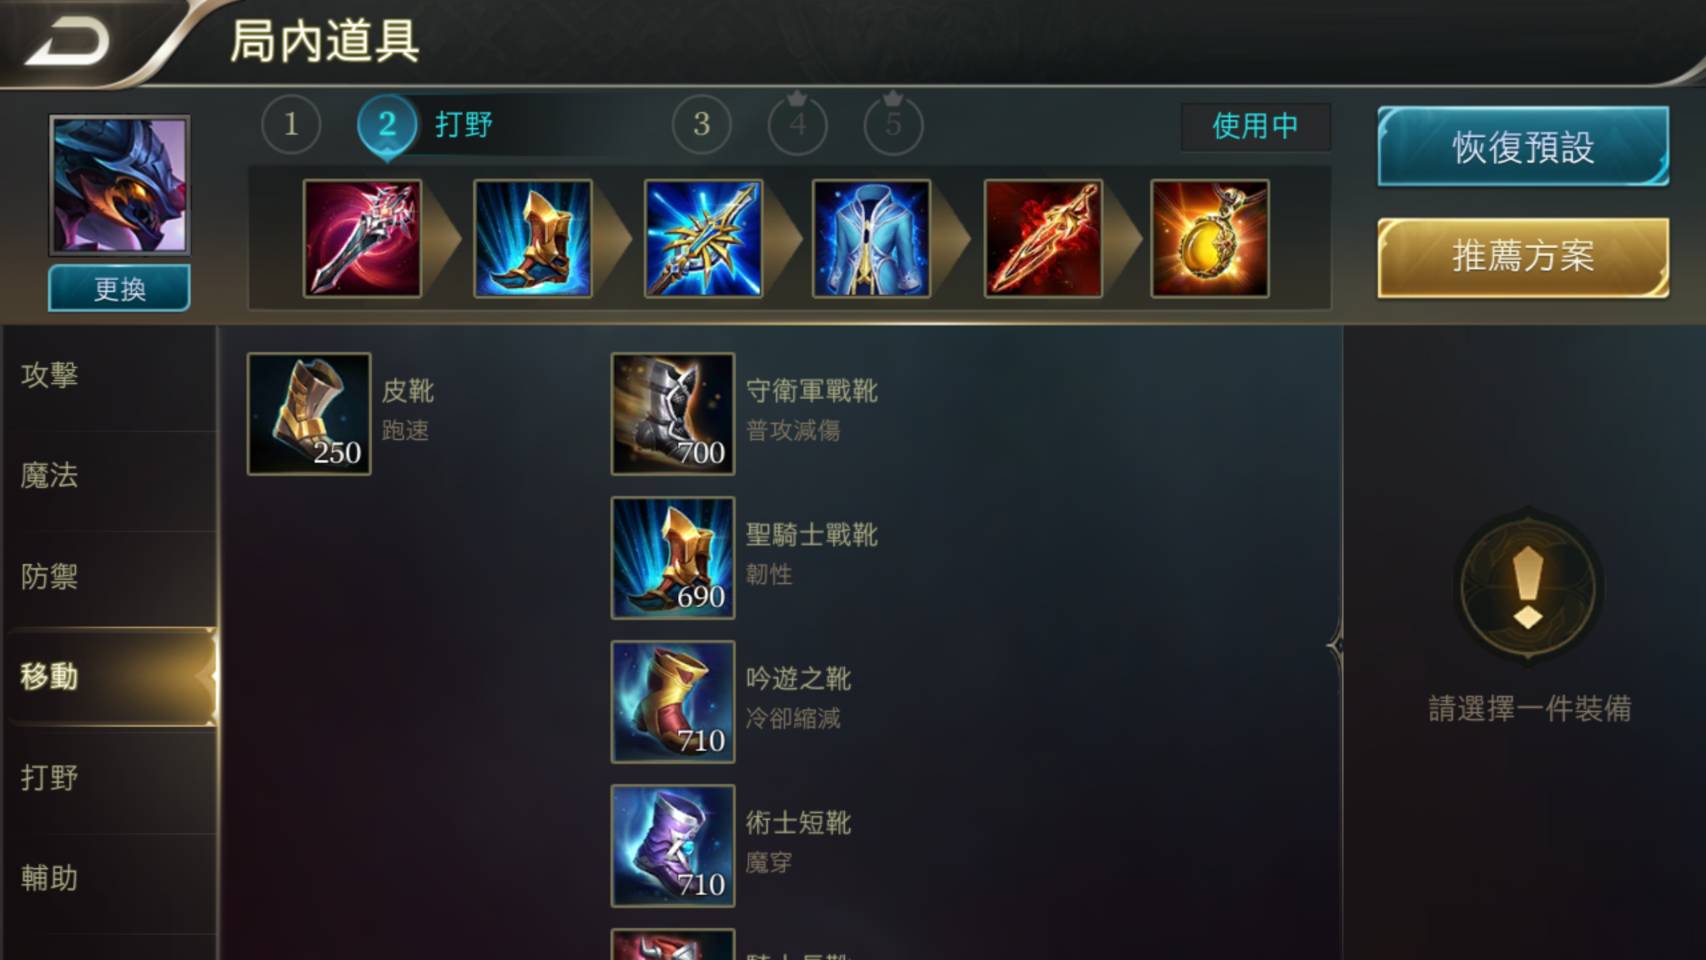 局內道具
1
2
打野
3
4
5
使用中
恢復預設
推薦方案
更換
攻擊
魔法
防禦
移動
打野
輔助
250
皮靴
跑速
700
守衛軍戰靴
普攻減傷
690
聖騎士戰靴
韌性
710
吟遊之靴
冷卻縮減
710
術士短靴
魔穿
請選擇一件裝備